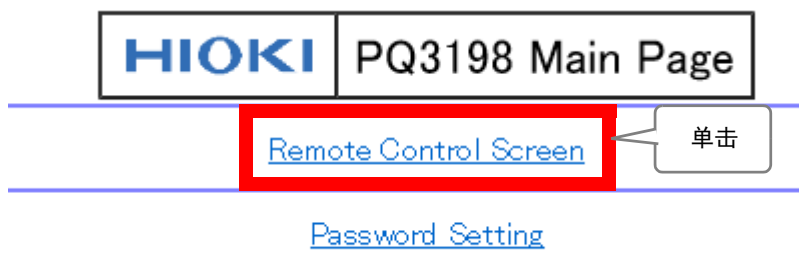 HIOKI PQ3198 Main Page
Remote Control Screen 单击
Password Setting